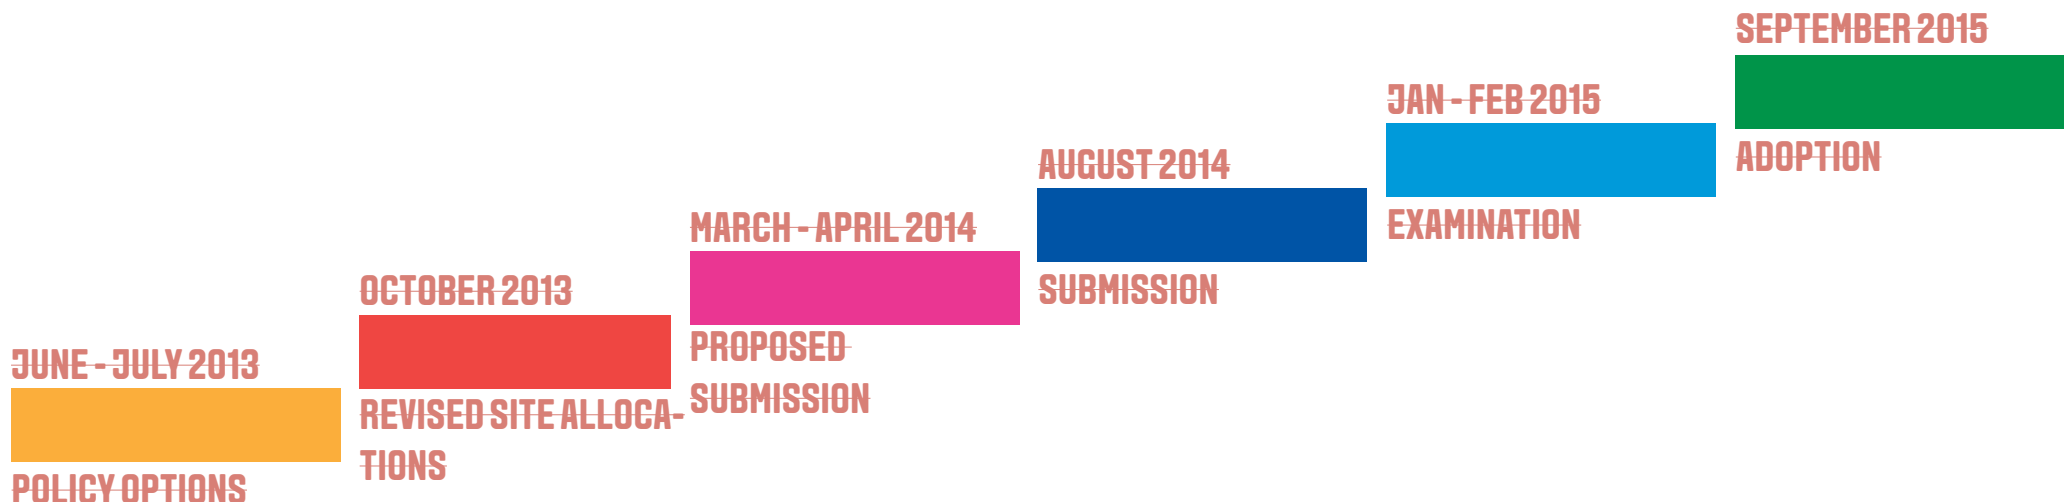 JUNE - JULY 2013
POLICY OPTIONS
OCTOBER 2013
REVISED SITE ALLOCA-
TIONS
MARCH - APRIL 2014
PROPOSED
SUBMISSION
AUGUST 2014
SUBMISSION
JAN - FEB 2015
EXAMINATION
SEPTEMBER 2015
ADOPTION